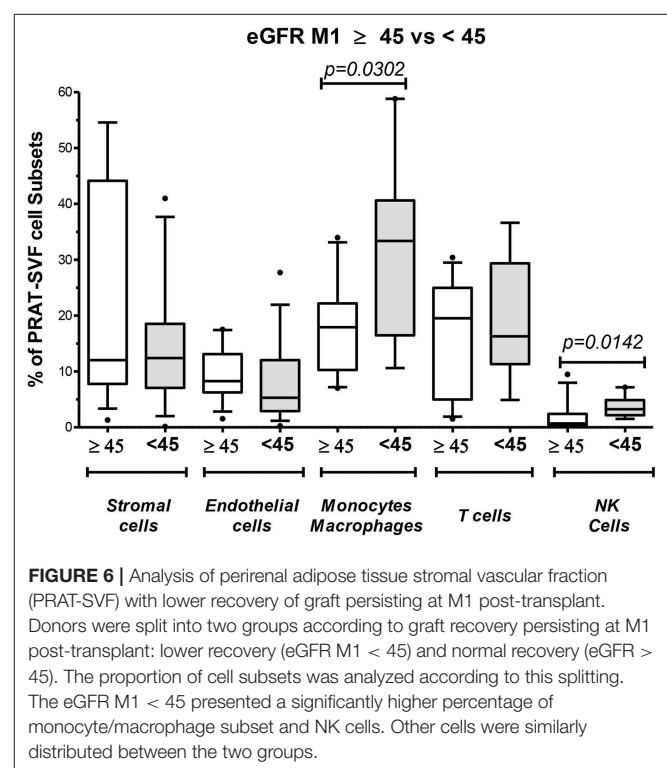 eGFR M1 ≥ 45 vs < 45
p=0.0302
60
50
40
30
20
10
0
% of PRAT-SVF cell Subsets
p=0.0142
≥ 45 <45 ≥ 45 <45 ≥ 45 <45 ≥ 45 <45 ≥ 45 <45
Stromal cells
Endothelial cells
Monocytes Macrophages
T cells
NK Cells
FIGURE 6 | Analysis of perirenal adipose tissue stromal vascular fraction
(PRAT-SVF) with lower recovery of graft persisting at M1 post-transplant.
Donors were split into two groups according to graft recovery persisting at M1
post-transplant: lower recovery (eGFR M1 < 45) and normal recovery (eGFR >
45). The proportion of cell subsets was analyzed according to this splitting.
The eGFR M1 < 45 presented a significantly higher percentage of
monocyte/macrophage subset and NK cells. Other cells were similarly
distributed between the two groups.